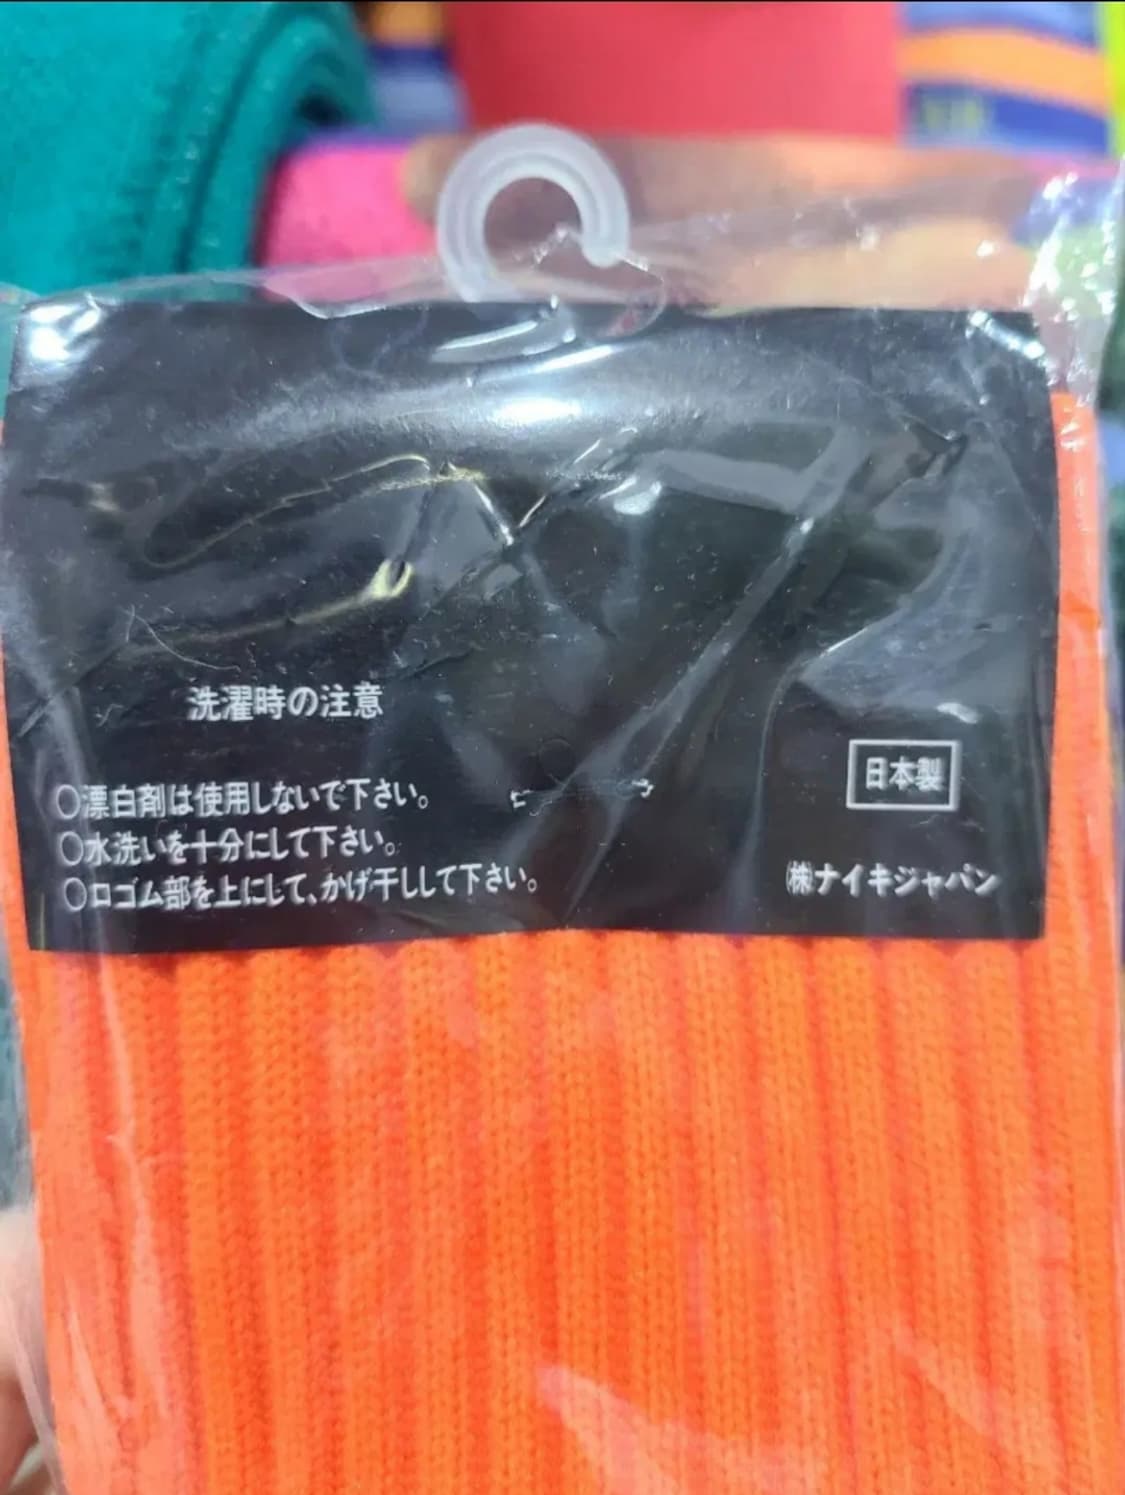 洗濯時の注意
○漂白剤は使用しないで下さい。
○水洗いを十分にして下さい。
○口ゴム部を上にして、かげ干しして下さい。
日本製
㈱ナイキジャパン